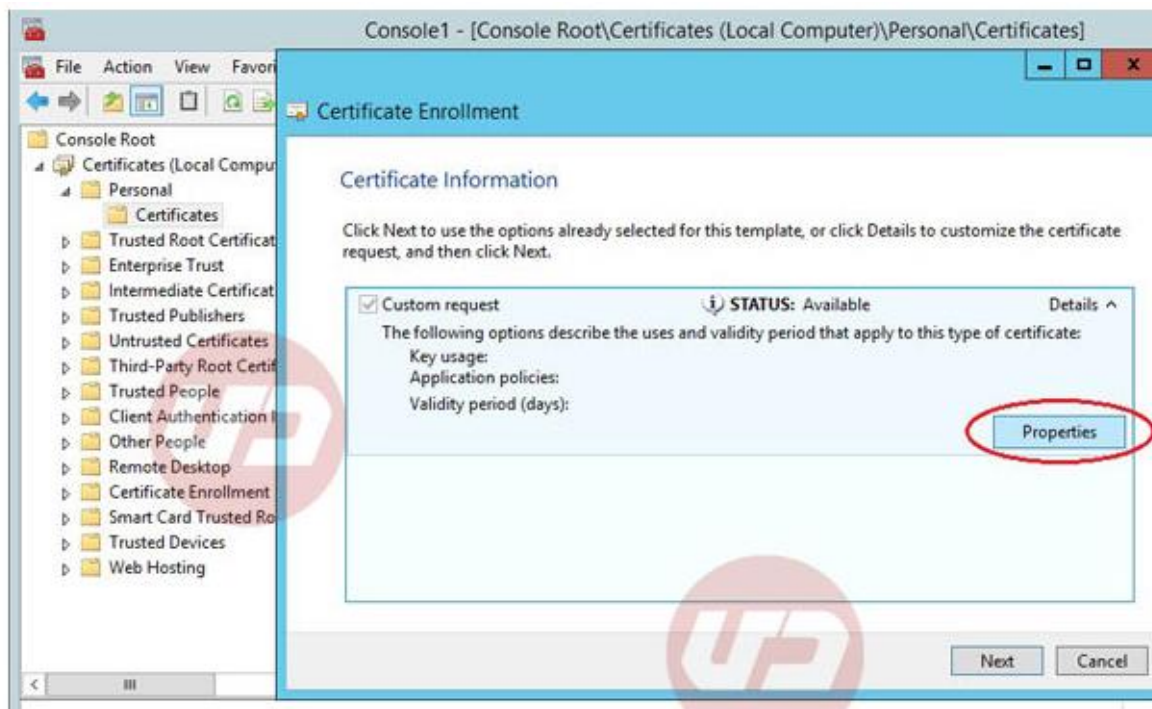 Console1 - [Console Root\Certificates (Local Computer)\Personal\Certificates]
File Action View Favori
Certificate Enrollment
Console Root
Certificates (Local Compu
Personal
Certificates
Trusted Root Certificat
Enterprise Trust
Intermediate Certificat
Trusted Publishers
Untrusted Certificates
Third-Party Root Certif
Trusted People
Client Authentication I
Other People
Remote Desktop
Certificate Enrollment
Smart Card Trusted Ro
Trusted Devices
Web Hosting
Certificate Information
Click Next to use the options already selected for this template, or click Details to customize the certificate
request, and then click Next.
Custom request STATUS: Available Details
The following options describe the uses and validity period that apply to this type of certificate:
Key usage:
Application policies:
Validity period (days):
Properties
Next Cancel